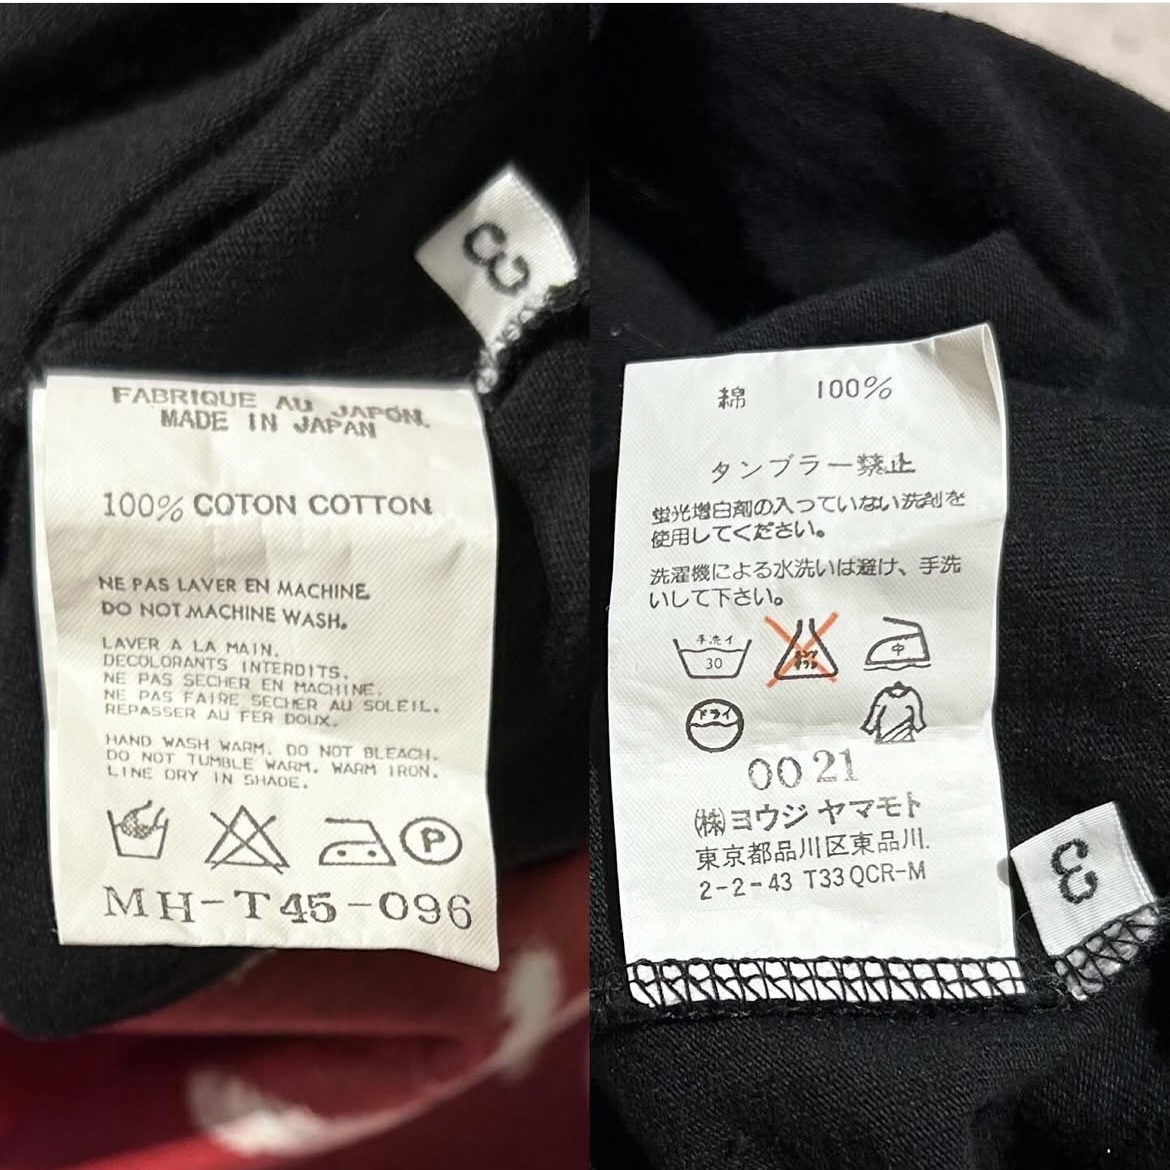 3
FABRIQUE AU JAPON.
MADE IN JAPAN
100% COTON COTTON
NE PAS LAVER EN MACHINE.
DO NOT MACHINE WASH.
LAVER A LA MAIN.
DECOLORANTS INTERDITS.
NE PAS SECHER EN MACHINE.
NE PAS FAIRE SECHER AU SOLEIL.
REPASSER AU FER DOUX.
HAND WASH WARM. DO NOT BLEACH.
DO NOT TUMBLE WARM. WARM IRON.
LINE DRY IN SHADE.
P
MH-T45-096
綿 100%
タンブラー禁止
蛍光増白剤の入っていない洗剤を
使用してください。
洗濯機による水洗いは避け、手洗
いして下さい。
手洗イ
30
エンソ
サラシ
中
ドライ
0021
㈱ヨウジ ヤマモト
東京都品川区東品川.
2-2-43 T33QCR-M
3